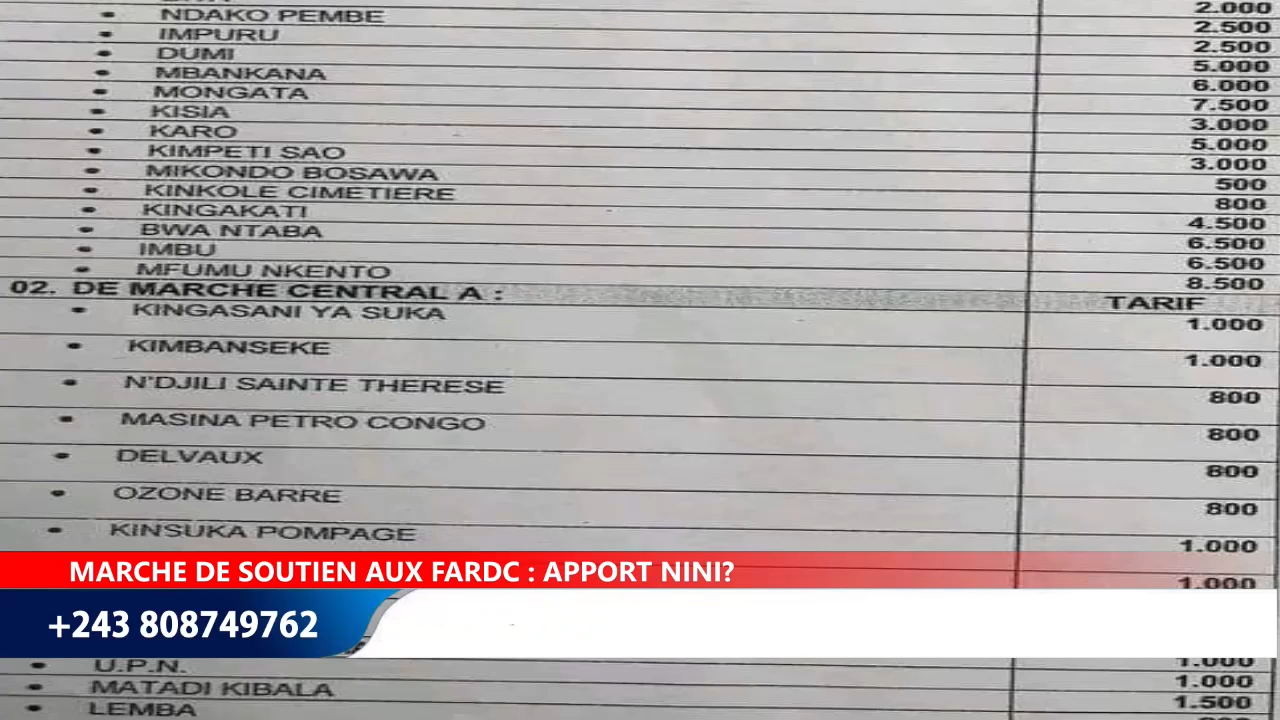 2.000
• NDAKO PEMBE 2.500
• IMPURU 2.500
• DUMI 5.000
• MBANKANA 6.000
• MONGATA 7.500
• KISIA 3.000
• KARO 5.000
• KIMPETI SAO 3.000
• MIKONDO BOSAWA 500
• KINKOLE CIMETIERE 800
• KINGAKATI 4.500
• BWA NTABA 6.500
• IMBU 6.500
• MFUMU NKENTO 8.500
02. DE MARCHE CENTRAL A : TARIF
• KINGASANI YA SUKA 1.000
• KIMBANSEKE 1.000
• N'DJILI SAINTE THERESE 800
• MASINA PETRO CONGO 800
• DELVAUX 800
• OZONE BARRE 800
• KINSUKA POMPAGE 1.000
MARCHE DE SOUTIEN AUX FARDC : APPORT NINI?
1.000
+243 808749762
1.000
• U.P.N. 1.000
• MATADI KIBALA 1.500
• LEMBA